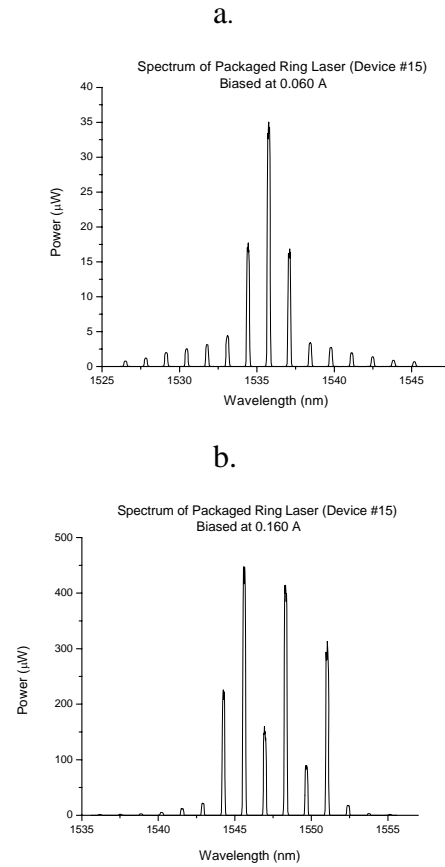 a.
Spectrum of Packaged Ring Laser (Device #15)
Biased at 0.060 A
40
35
30
25
20
15
10
5
0
Power (μW)
1525 1530 1535 1540 1545
Wavelength (nm)
b.
Spectrum of Packaged Ring Laser (Device #15)
Biased at 0.160 A
500
400
300
200
100
0
Power (μW)
1535 1540 1545 1550 1555
Wavelength (nm)